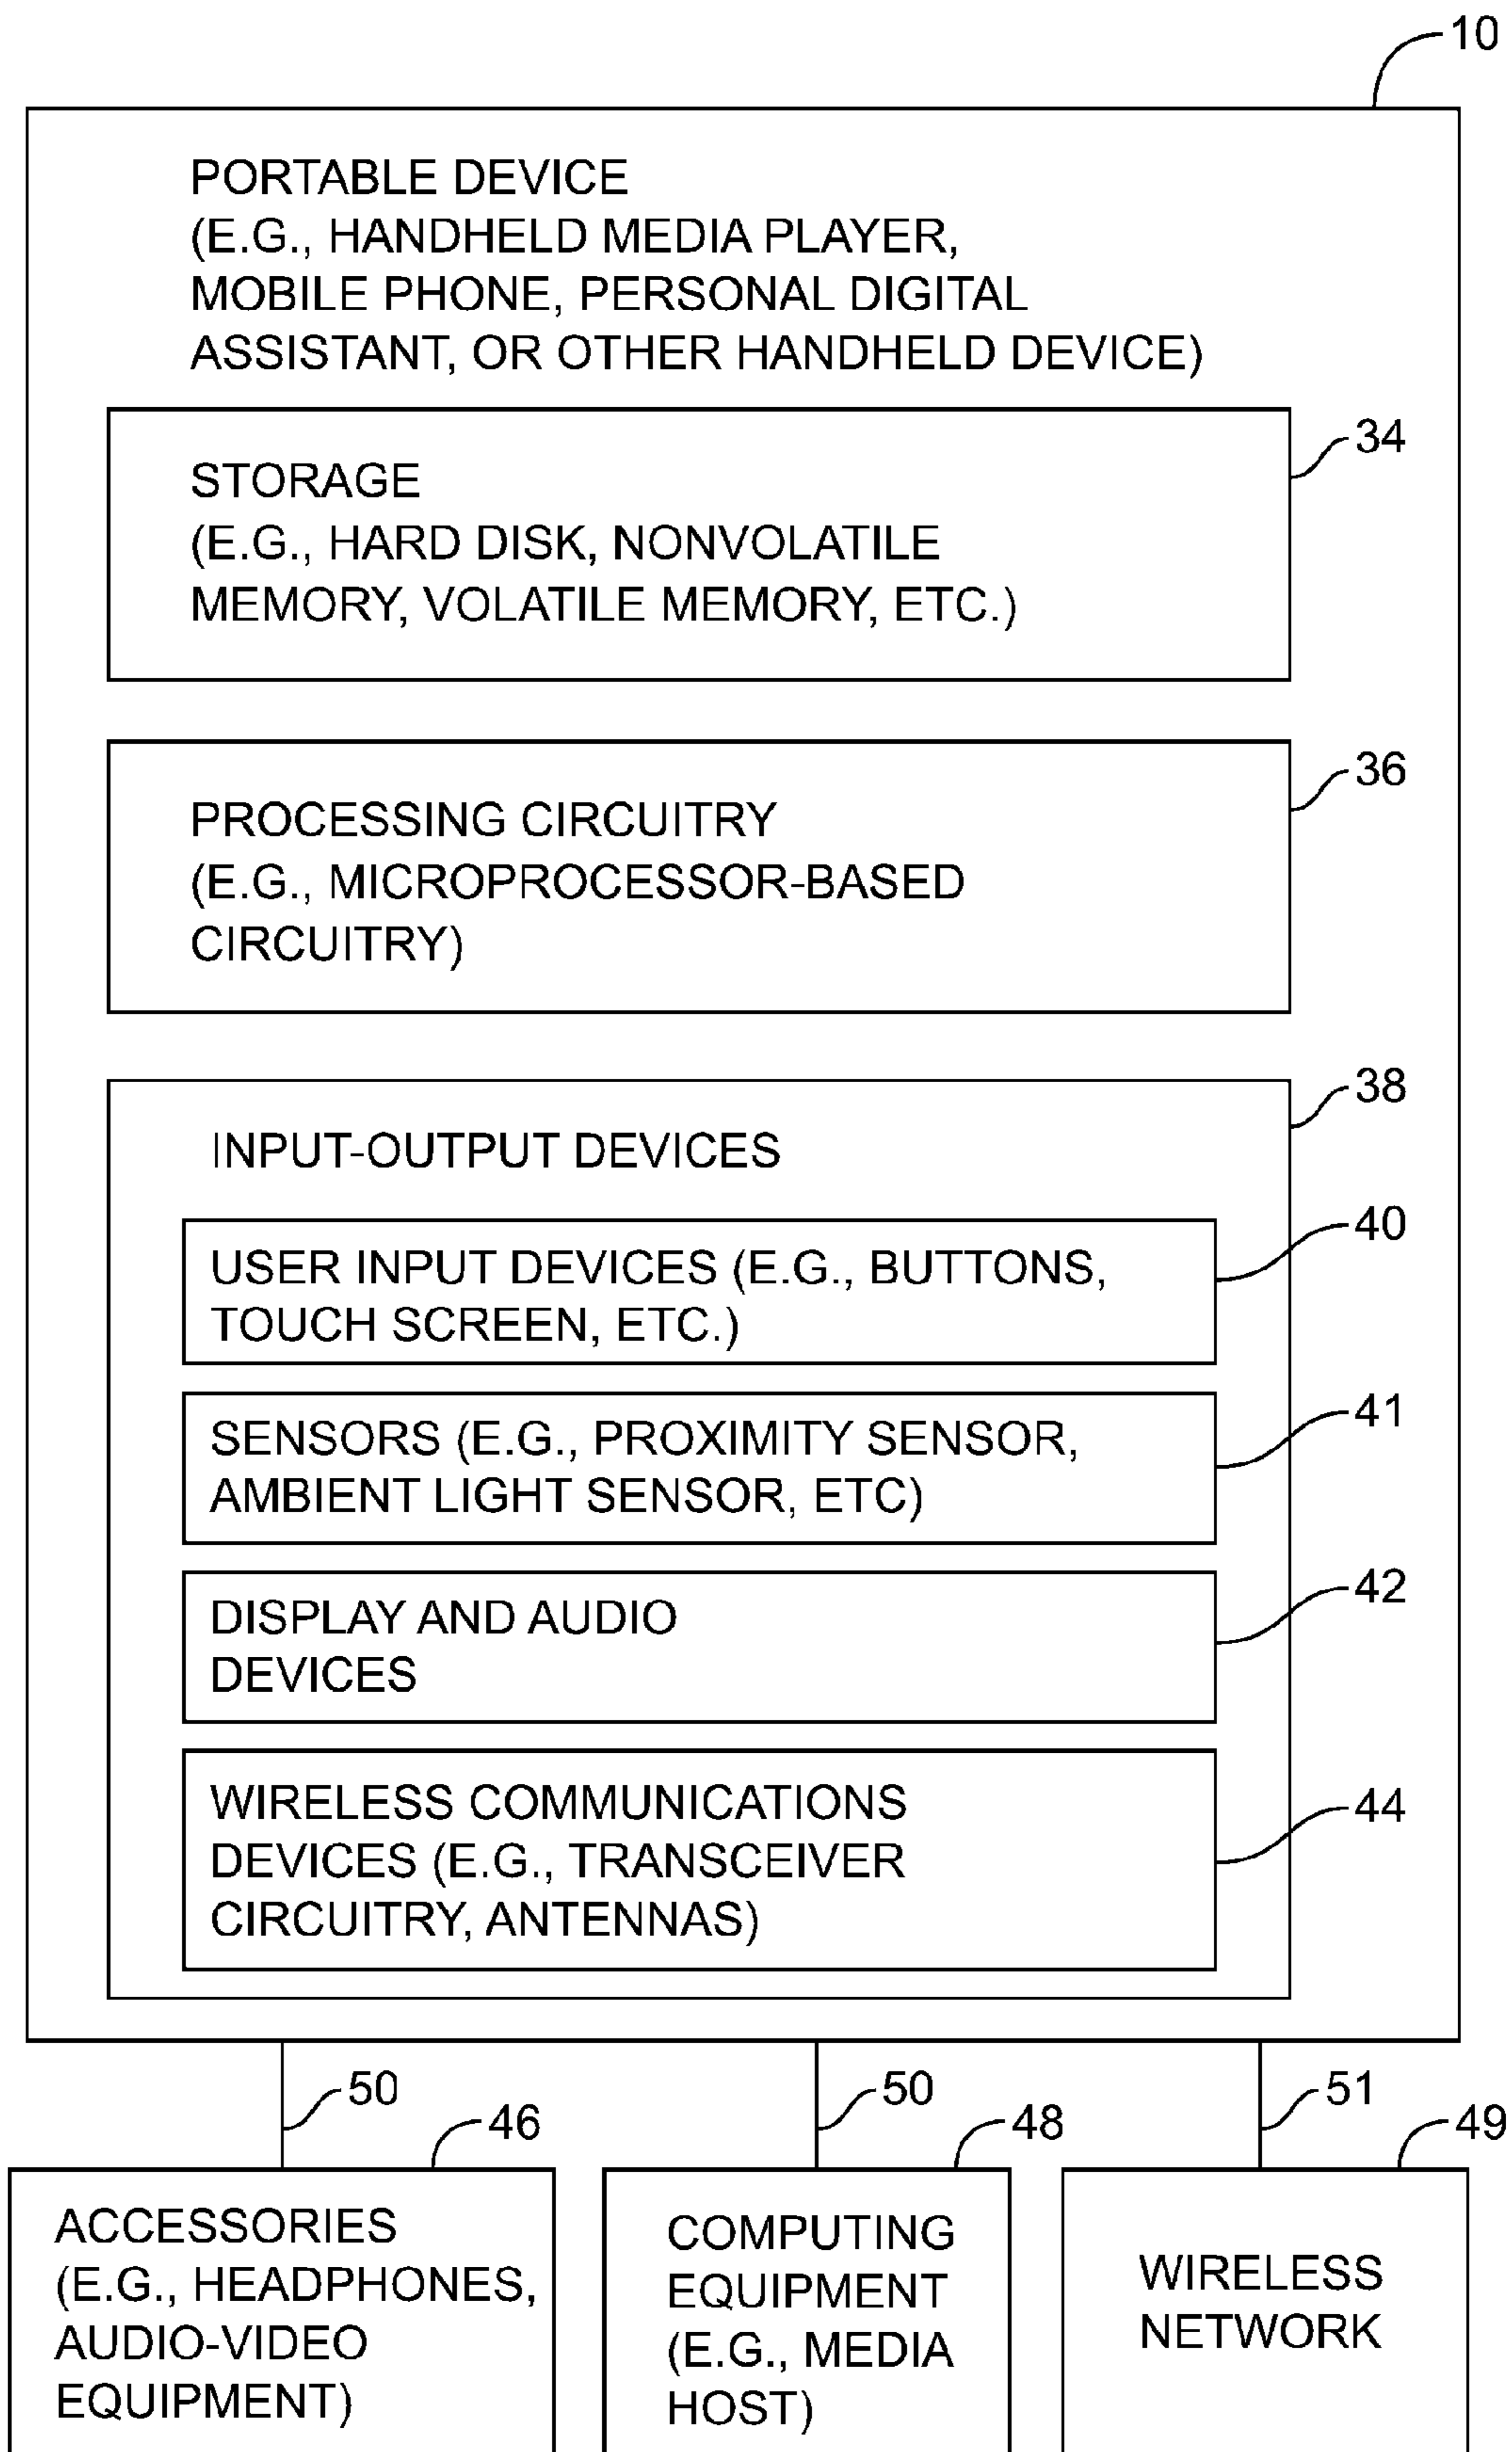 10
PORTABLE DEVICE
(E.G., HANDHELD MEDIA PLAYER,
MOBILE PHONE, PERSONAL DIGITAL
ASSISTANT, OR OTHER HANDHELD DEVICE)
34
STORAGE
(E.G., HARD DISK, NONVOLATILE
MEMORY, VOLATILE MEMORY, ETC.)
36
PROCESSING CIRCUITRY
(E.G., MICROPROCESSOR-BASED
CIRCUITRY)
38
INPUT-OUTPUT DEVICES
40
USER INPUT DEVICES (E.G., BUTTONS,
TOUCH SCREEN, ETC.)
41
SENSORS (E.G., PROXIMITY SENSOR,
AMBIENT LIGHT SENSOR, ETC)
42
DISPLAY AND AUDIO
DEVICES
44
WIRELESS COMMUNICATIONS
DEVICES (E.G., TRANSCEIVER
CIRCUITRY, ANTENNAS)
50
50
51
46
48
49
ACCESSORIES
(E.G., HEADPHONES,
AUDIO-VIDEO
EQUIPMENT)
COMPUTING
EQUIPMENT
(E.G., MEDIA
HOST)
WIRELESS
NETWORK